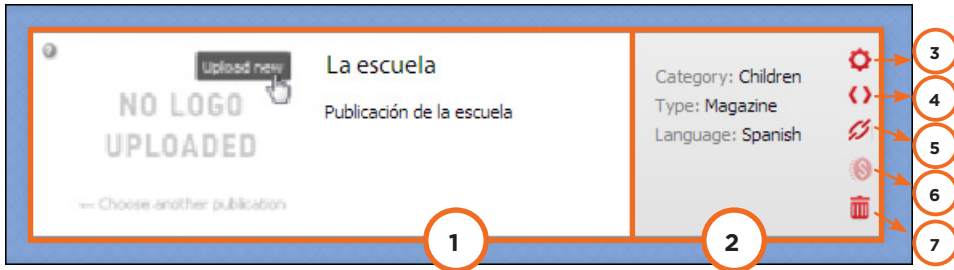 Upload new
NO LOGO
UPLOADED
← Choose another publication
La escuela
Publicación de la escuela
Category: Children
Type: Magazine
Language: Spanish
1
2
3
4
5
6
7